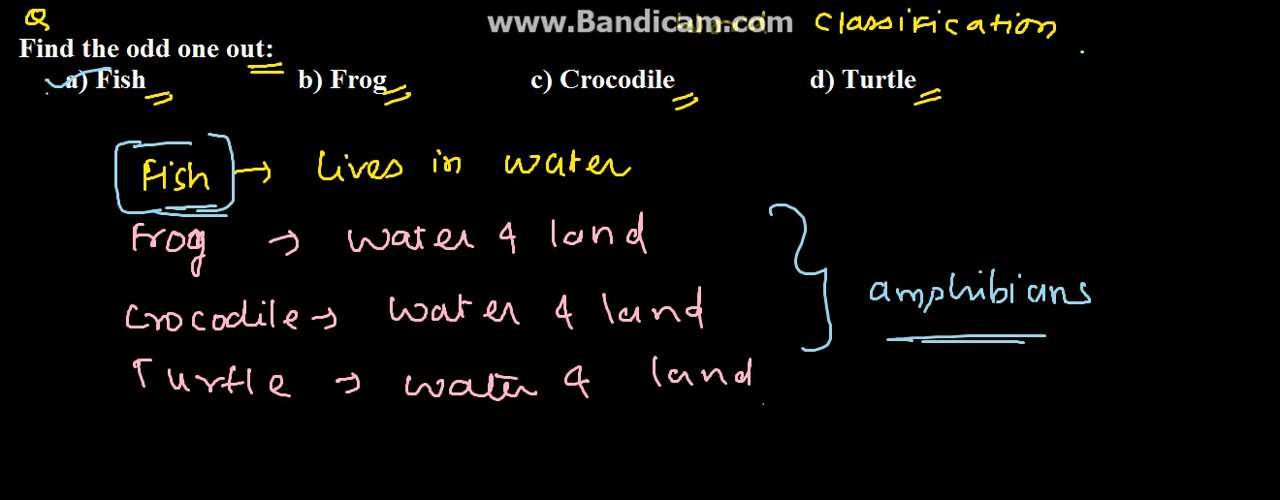 Q www.Bandicam.com Classification
Find the odd one out:
a) Fish b) Frog c) Crocodile d) Turtle
Fish → Lives in water
Frog → water & land
Crocodile → water & land
amphibians
Turtle → water & land